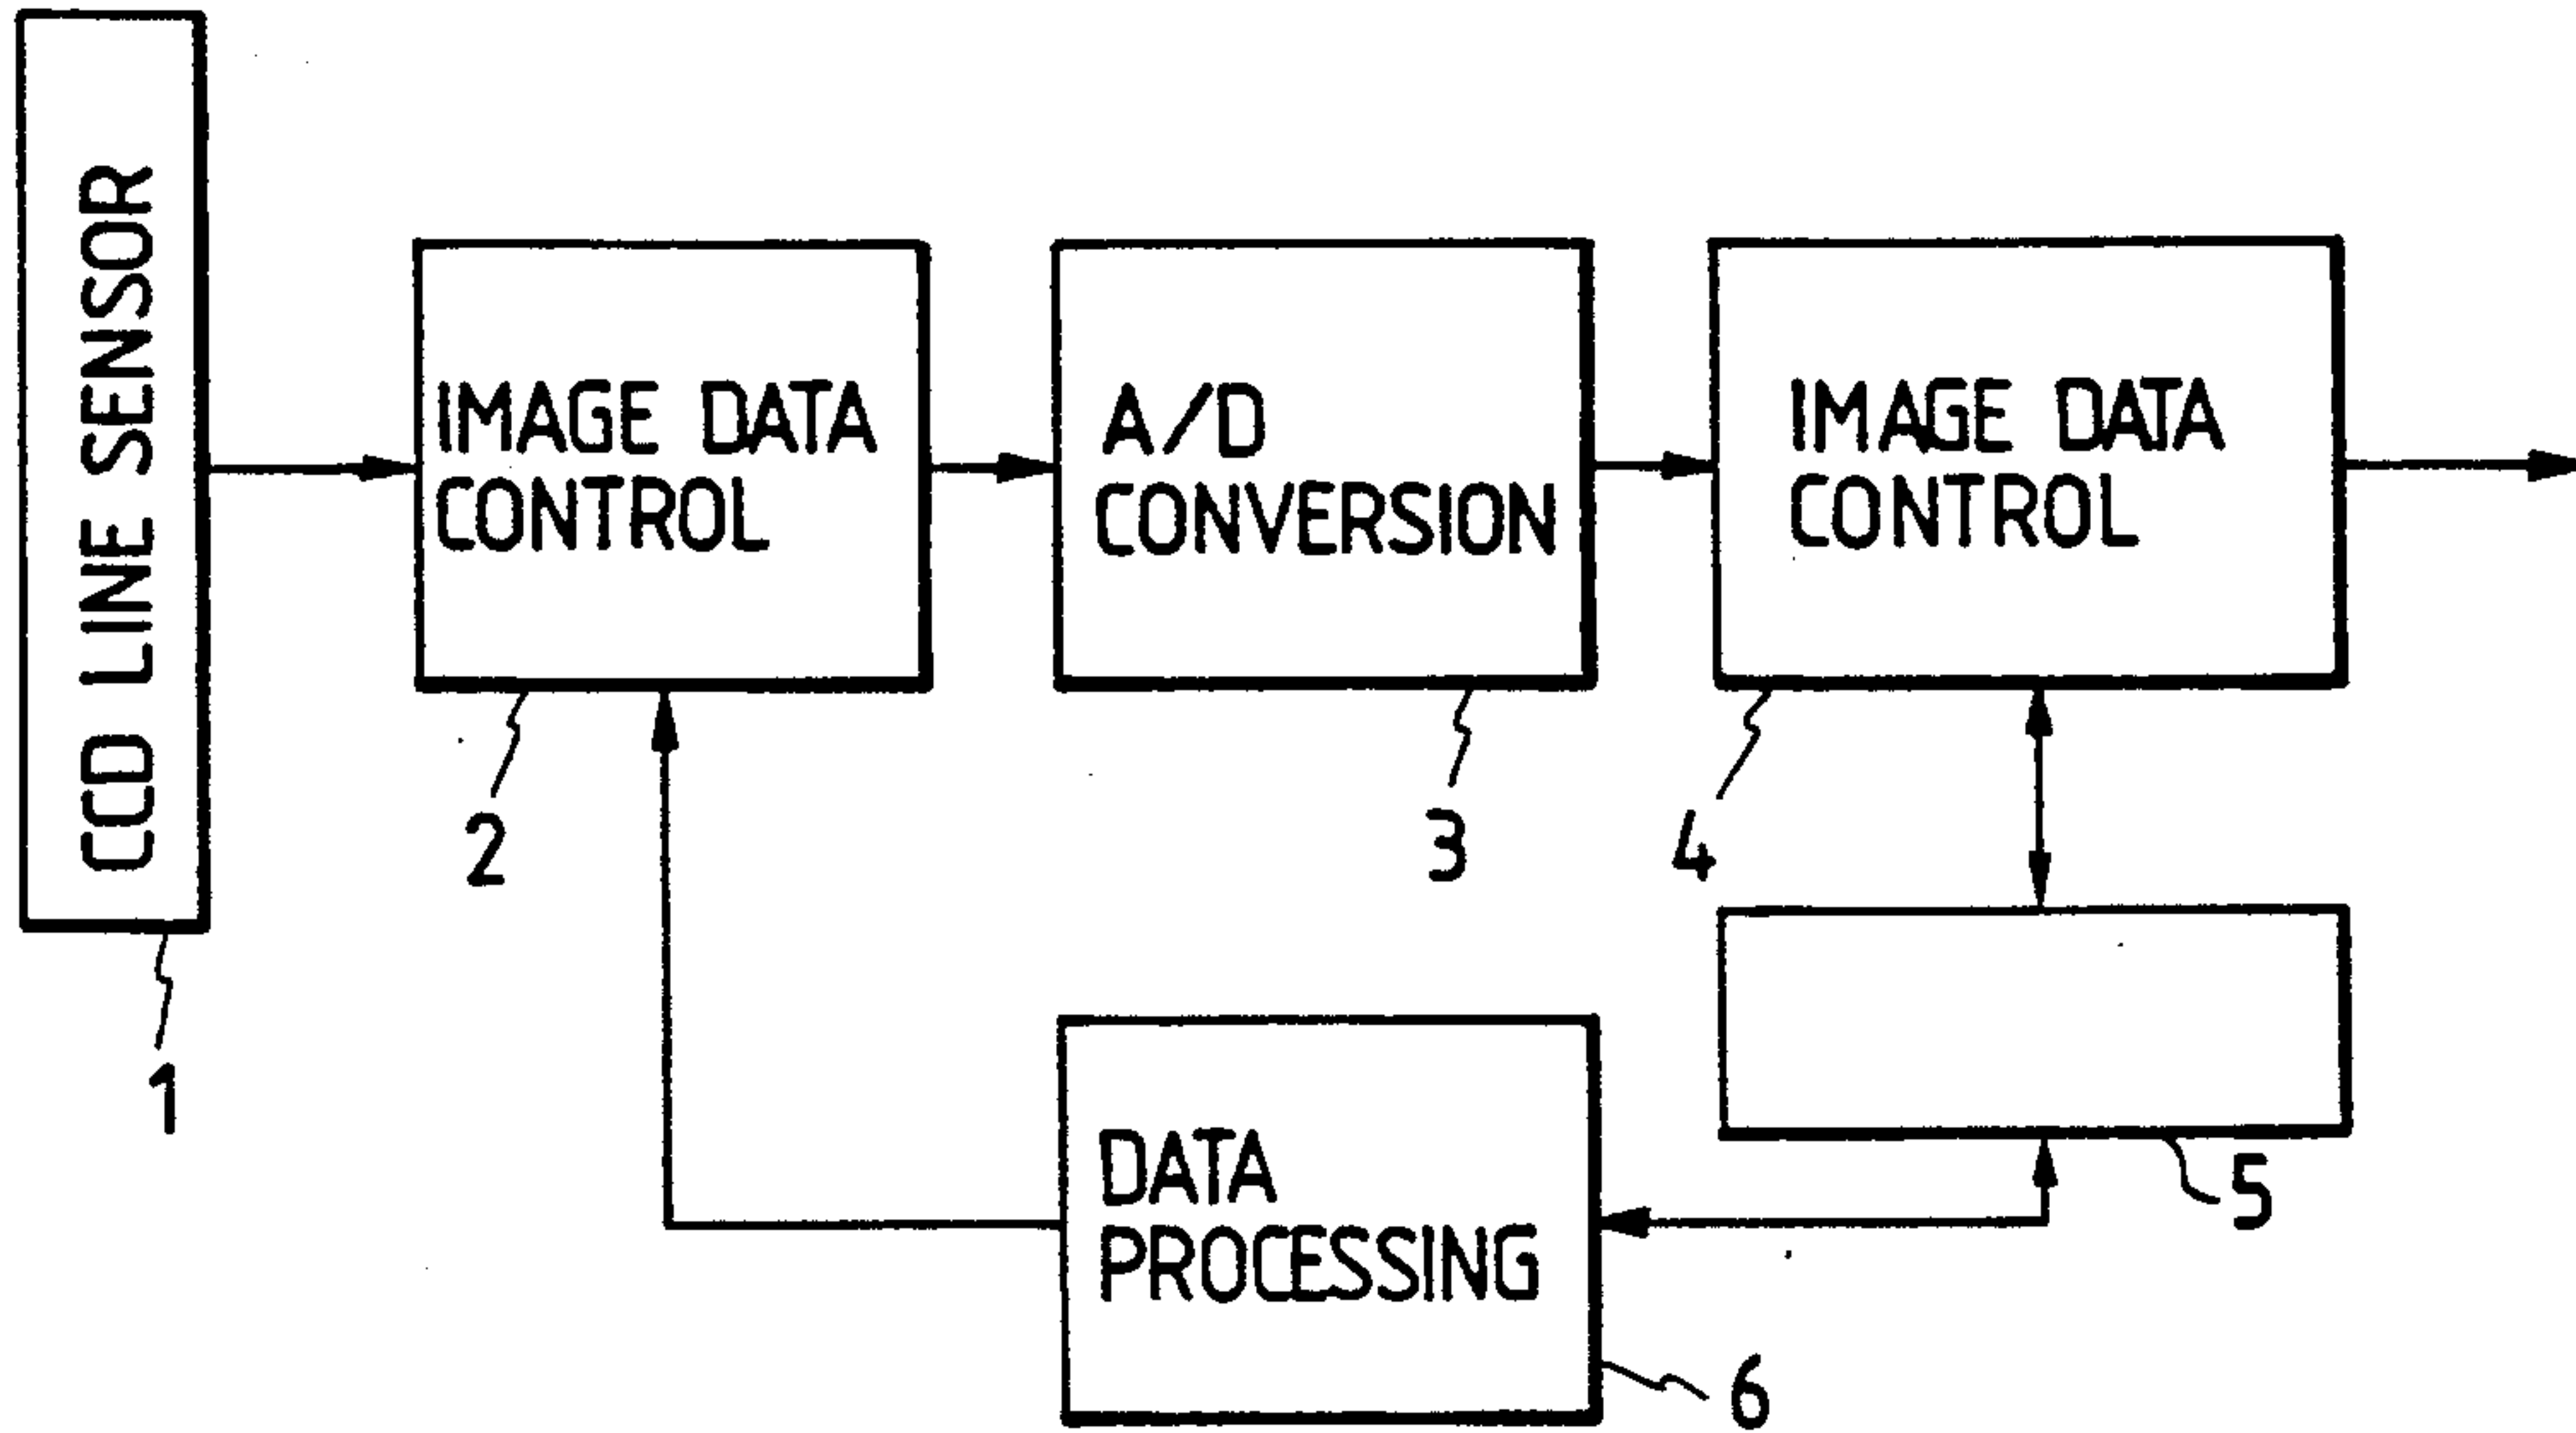 CCD LINE SENSOR
1
IMAGE DATA
CONTROL
2
A/D
CONVERSION
3
IMAGE DATA
CONTROL
4
5
DATA
PROCESSING
6